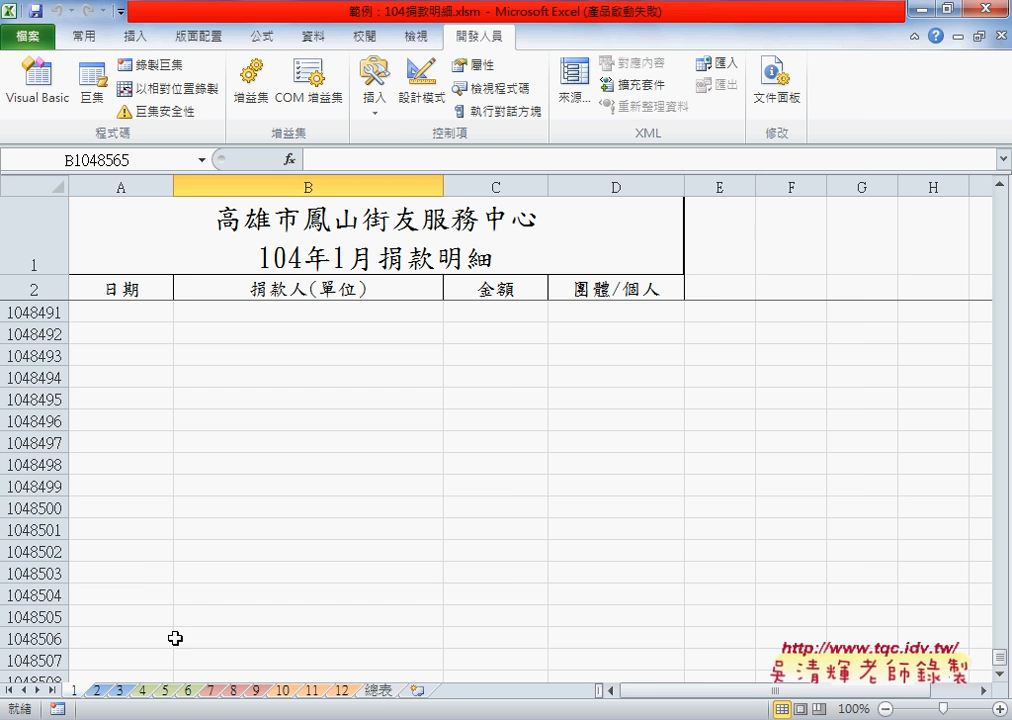 範例：104捐款明細.xlsm - Microsoft Excel (產品啟動失敗)
檔案 常用 插入 版面配置 公式 資料 校閱 檢視 開發人員
Visual Basic 巨集 錄製巨集 以相對位置錄製 巨集安全性 程式碼
增益集 COM 增益集 增益集
插入 設計模式 屬性 檢視程式碼 執行對話方塊 控制項
來源... 對應內容 擴充套件 重新整理資料 匯入 匯出 XML
文件面板 修改
B1048565 fx
A B C D E F G H
1 高雄市鳳山街友服務中心
104年1月捐款明細
2 日期 捐款人(單位) 金額 團體/個人
1048491
1048492
1048493
1048494
1048495
1048496
1048497
1048498
1048499
1048500
1048501
1048502
1048503
1048504
1048505
1048506
1048507
1048508
http://www.tqc.idv.tw/
吳清輝老師錄製
1 2 3 4 5 6 7 8 9 10 11 12 總表
就緒 100%